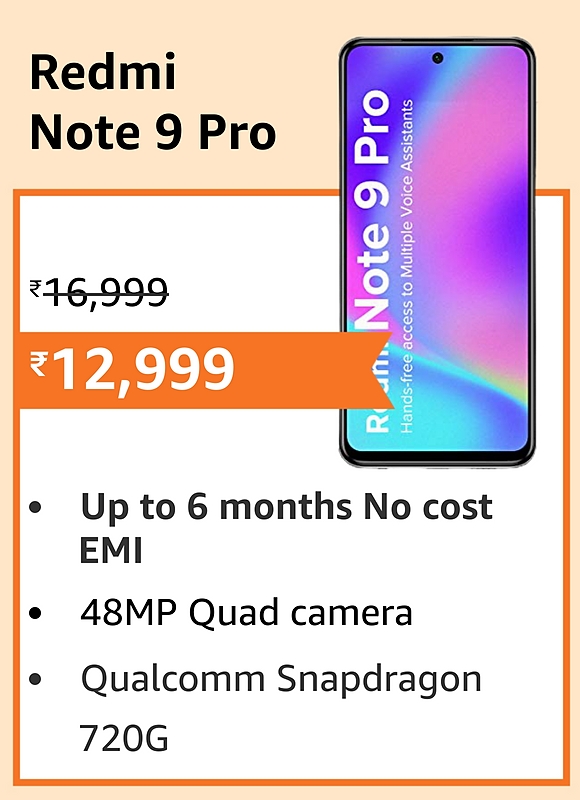 Redmi
Note 9 Pro
Redmi Note 9 Pro
Hands-free access to Multiple Voice Assistants
₹16,999
₹12,999
• Up to 6 months No cost
EMI
• 48MP Quad camera
• Qualcomm Snapdragon
720G